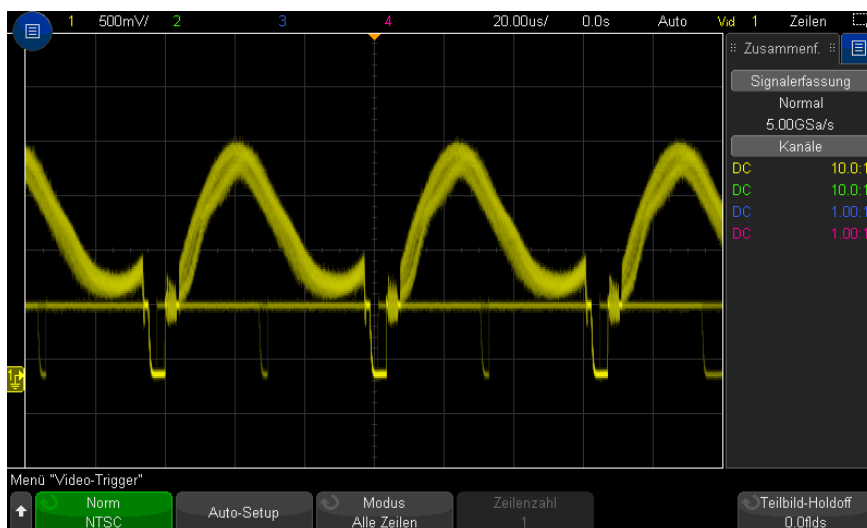 1 500mV/ 2 3 4 20.00us/ 0.0s Auto Vid 1 Zeilen 10.
Zusammenf.
Signalerfassung
Normal
5.00GSa/s
Kanäle
DC 10.0:1
DC 10.0:1
DC 1.00:1
DC 1.00:1
1
Menü "Video-Trigger"
Norm
NTSC
Auto-Setup
Modus
Alle Zeilen
Zeilenzahl
1
Teilbild-Holdoff
0.0flds